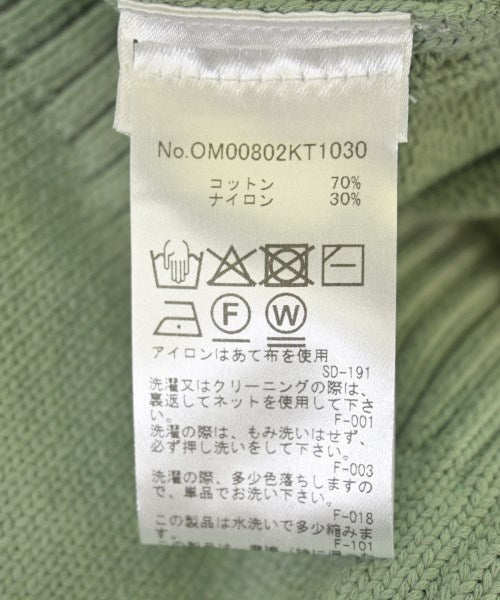 No.OM00802KT1030
コットン 70%
ナイロン 30%
F W
アイロンはあて布を使用
SD-191
洗濯又はクリーニングの際は、
裏返してネットを使用して下さ
い。 F-001
洗濯の際は、もみ洗いはせず、
必ず押し洗いをして下さい。
F-003
洗濯の際、多少色落ちしますの
で、単品でお洗い下さい。
F-018
この製品は水洗いで多少縮みま
す。 F-101
この製品は、